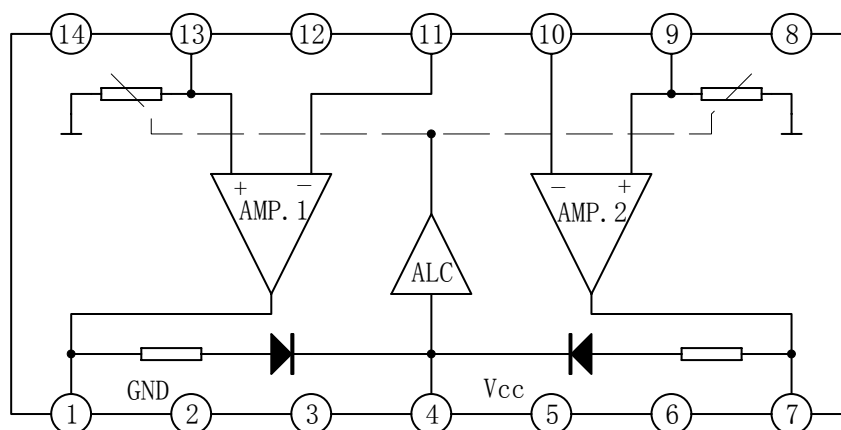 14 13 12 11 10 9 8
+ − − +
AMP.1 AMP.2
ALC
GND Vcc
1 2 3 4 5 6 7